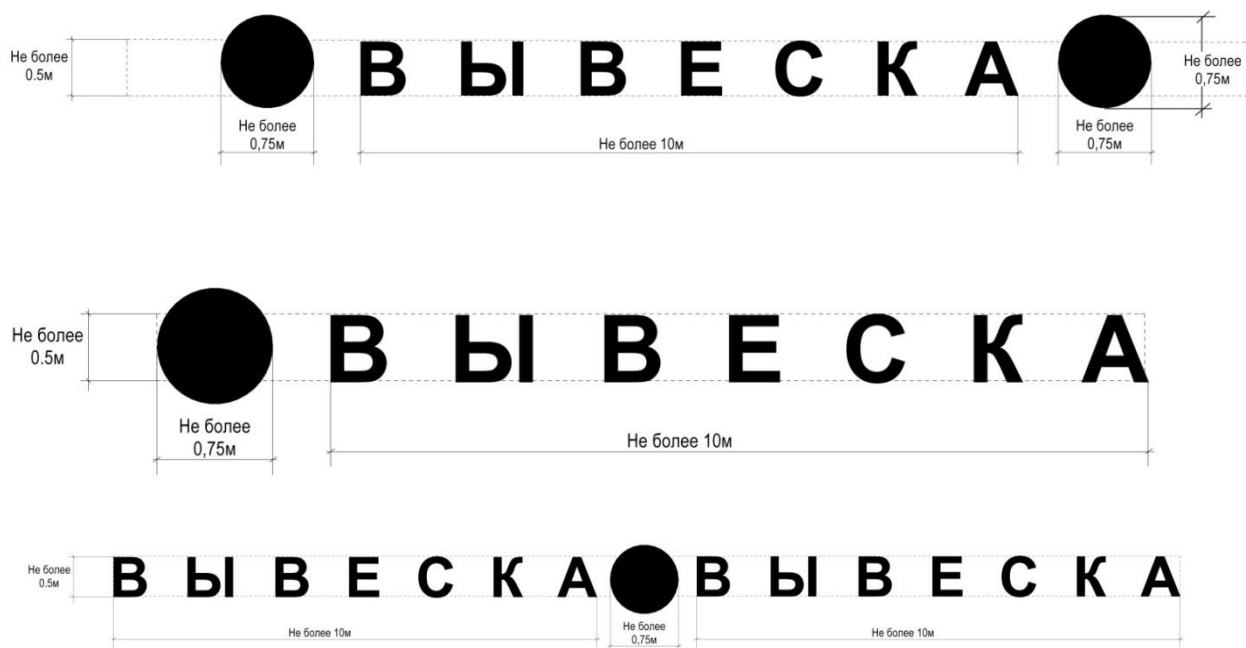 Не более
0.5м
ВЫВЕСКА
Не более
0,75м
Не более
0,75м
Не более 10м
Не более
0,75м
Не более
0.5м
ВЫВЕСКА
Не более
0,75м
Не более 10м
Не более
0.5м
ВЫВЕСКА ВЫВЕСКА
Не более 10м
Не более
0,75м
Не более 10м